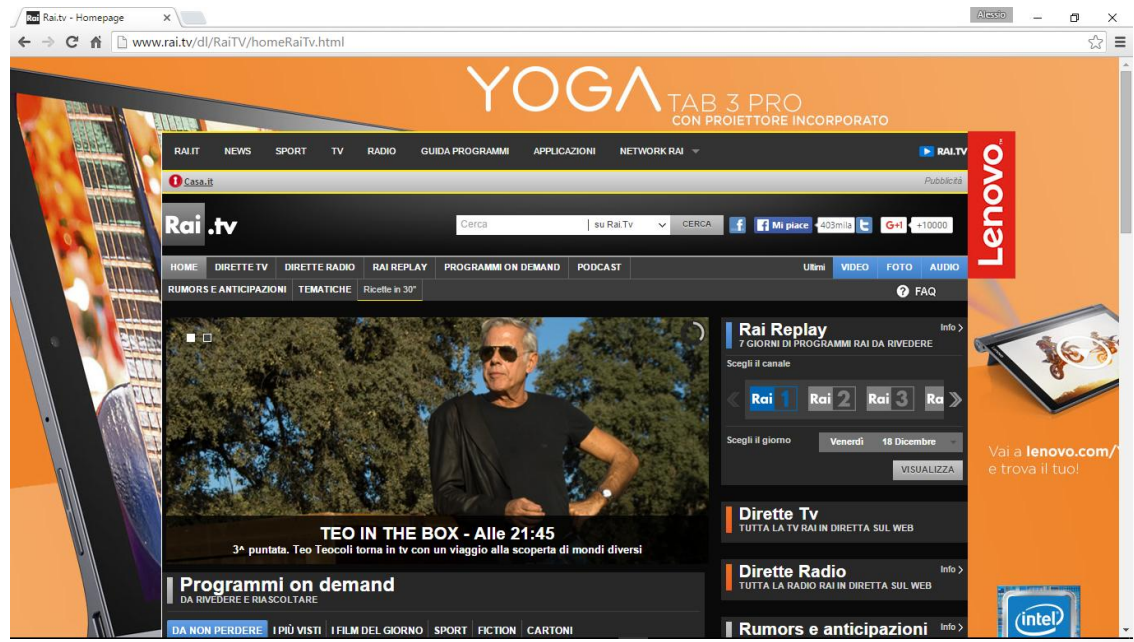 Rai Rai.tv - Homepage
Alessio
www.rai.tv/dl/RaiTV/homeRaiTv.html
YOGA TAB 3 PRO
CON PROIETTORE INCORPORATO
RAI.IT NEWS SPORT TV RADIO GUIDA PROGRAMMI APPLICAZIONI NETWORK RAI RAI.TV
Casa.it Pubblicità
Lenovo
Rai .tv Cerca su Rai.Tv CERCA f Mi piace 403mila G+1 +10000
HOME DIRETTE TV DIRETTE RADIO RAI REPLAY PROGRAMMI ON DEMAND PODCAST Ultimi VIDEO FOTO AUDIO
RUMORS E ANTICIPAZIONI TEMATICHE Ricette in 30" ? FAQ
Rai Replay Info >
7 GIORNI DI PROGRAMMI RAI DA RIVEDERE
Scegli il canale
Rai 1 Rai 2 Rai 3 Ra
Scegli il giorno Venerdì 18 Dicembre
VISUALIZZA
Vai a lenovo.com/
e trova il tuo!
TEO IN THE BOX - Alle 21:45
3^ puntata. Teo Teocoli torna in tv con un viaggio alla scoperta di mondi diversi
Dirette Tv
TUTTA LA TV RAI IN DIRETTA SUL WEB
Dirette Radio Info >
TUTTA LA RADIO RAI IN DIRETTA SUL WEB
Programmi on demand
DA RIVEDERE E RIASCOLTARE
DA NON PERDERE I PIÙ VISTI I FILM DEL GIORNO SPORT FICTION CARTONI
Rumors e anticipazioni Info >
intel